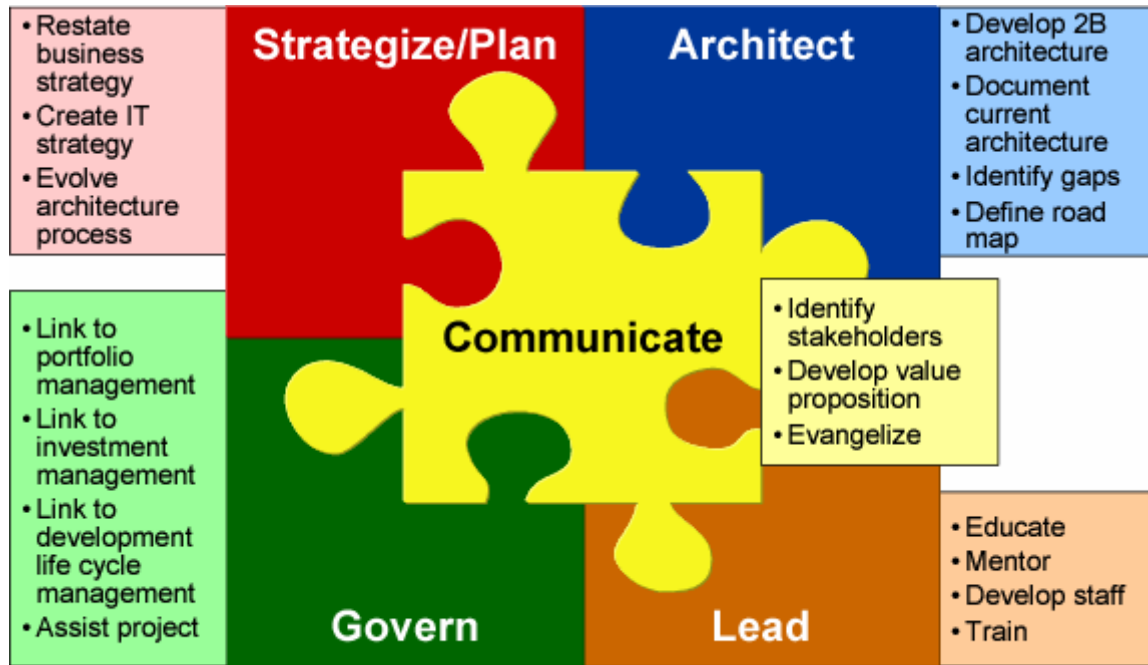 Strategize/Plan
• Restate
business
strategy
• Create IT
strategy
• Evolve
architecture
process
Architect
• Develop 2B
architecture
• Document
current
architecture
• Identify gaps
• Define road
map
Communicate
• Identify
stakeholders
• Develop value
proposition
• Evangelize
Govern
• Link to
portfolio
management
• Link to
investment
management
• Link to
development
life cycle
management
• Assist project
Lead
• Educate
• Mentor
• Develop staff
• Train